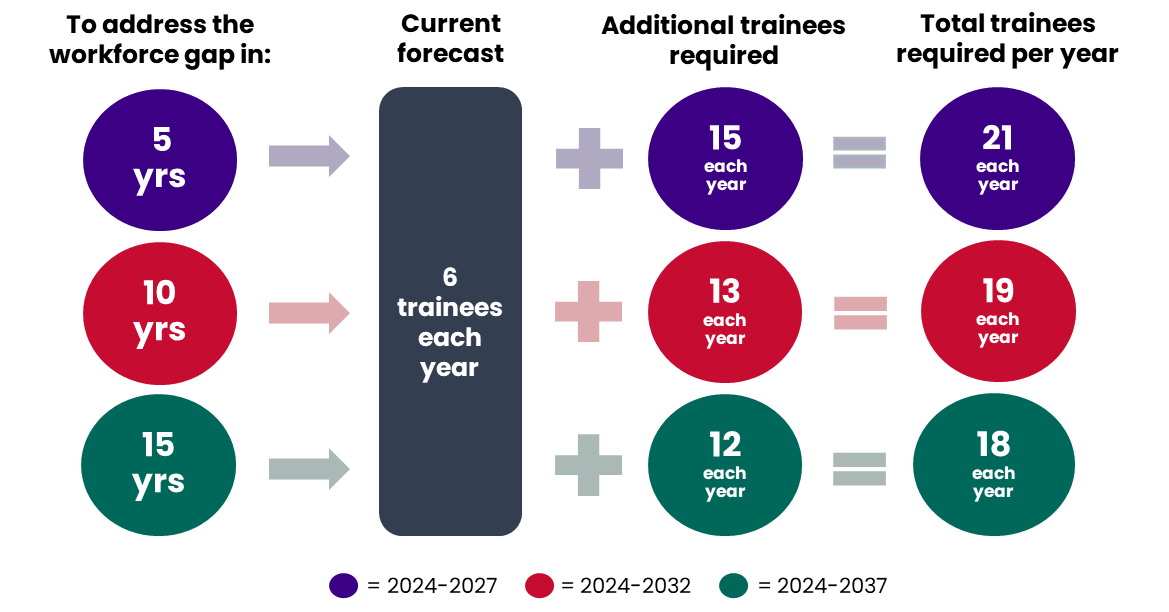 To address the
workforce gap in:
Current
forecast
Additional trainees
required
Total trainees
required per year
5
yrs
15
each
year
21
each
year
10
yrs
6
trainees
each
year
13
each
year
19
each
year
15
yrs
12
each
year
18
each
year
= 2024-2027
= 2024-2032
= 2024-2037